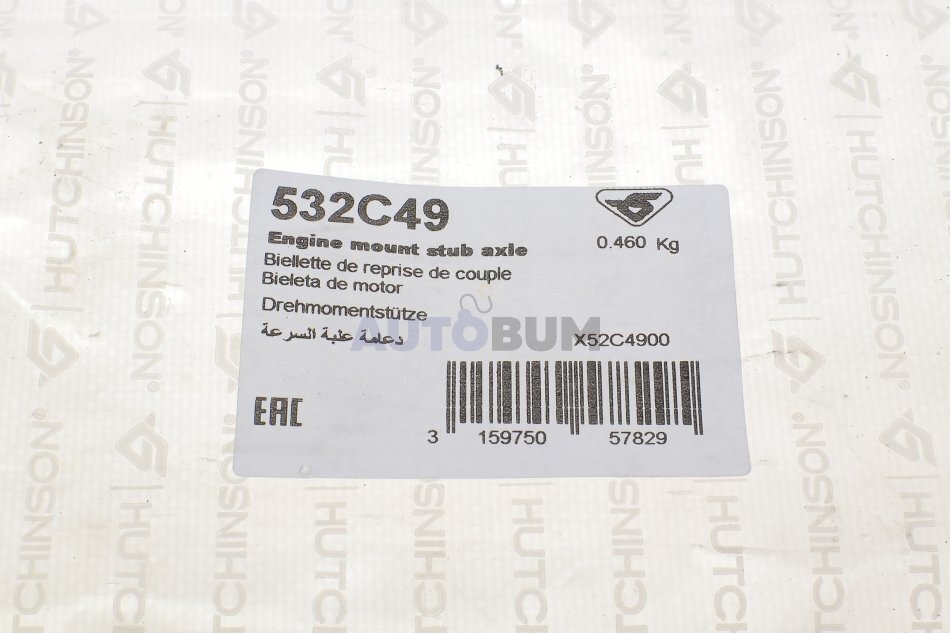 532C49
0.460 Kg
Engine mount stub axle
Biellette de reprise de couple
Bieleta de motor
Drehmomentstütze
دعامة علبة السرعة
AUTOBUM
X52C4900
EAC
3 159750 57829
HUTCHINSON®